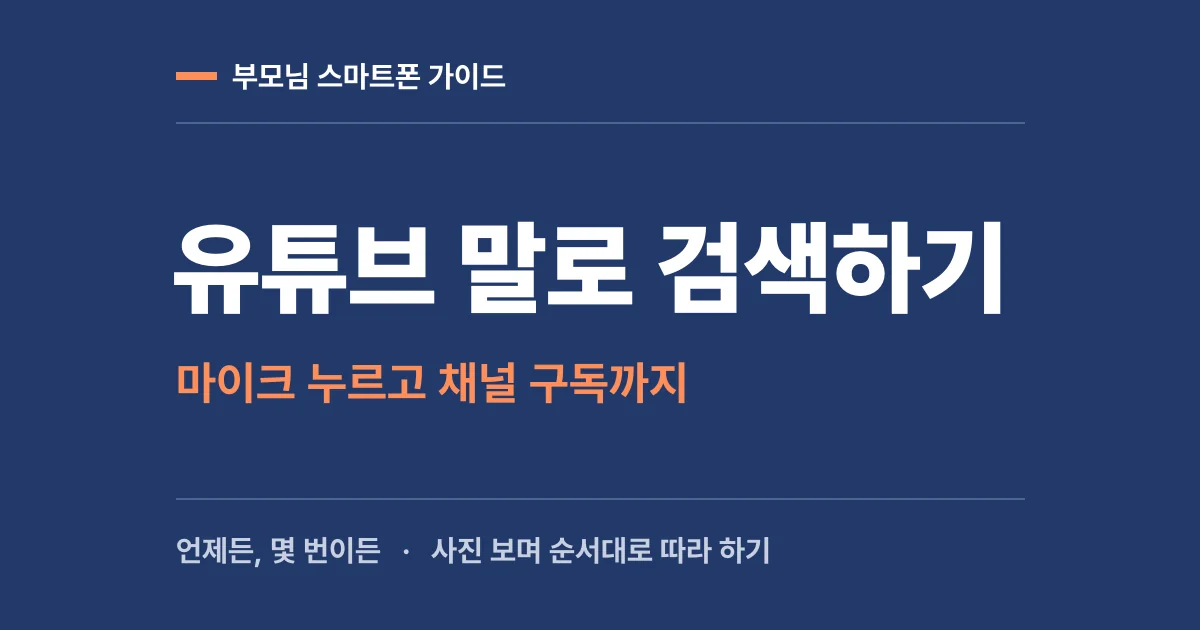 부모님 스마트폰 가이드
유튜브 말로 검색하기
마이크 누르고 채널 구독까지
언제든, 몇 번이든 · 사진 보며 순서대로 따라 하기